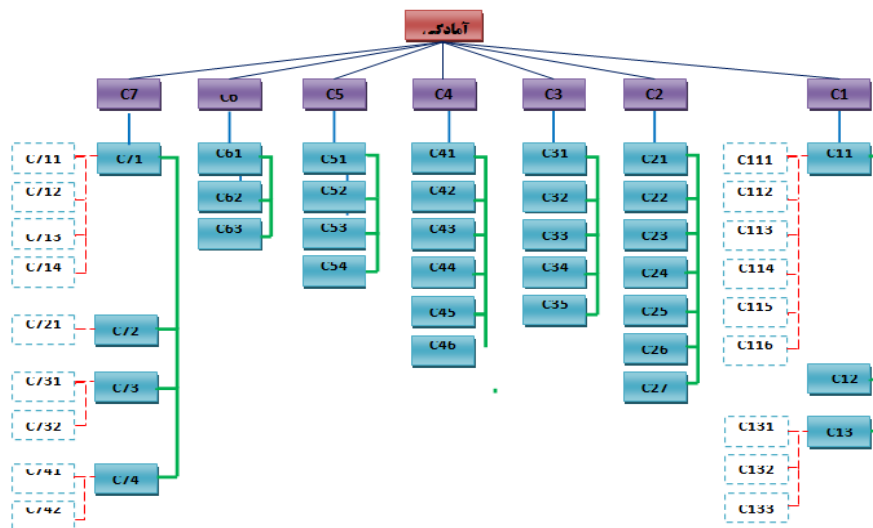 آمادگی
C7 C6 C5 C4 C3 C2 C1
C711 C71 C61 C51 C41 C31 C21 C111 C11
C712 C62 C52 C42 C32 C22 C112
C713 C63 C53 C43 C33 C23 C113
C714 C54 C44 C34 C24 C114
C721 C72 C45 C35 C25 C115
C46 C26 C116
C731 C73 C27 C12
C732 C131 C13
C741 C74 C132
C742 C133